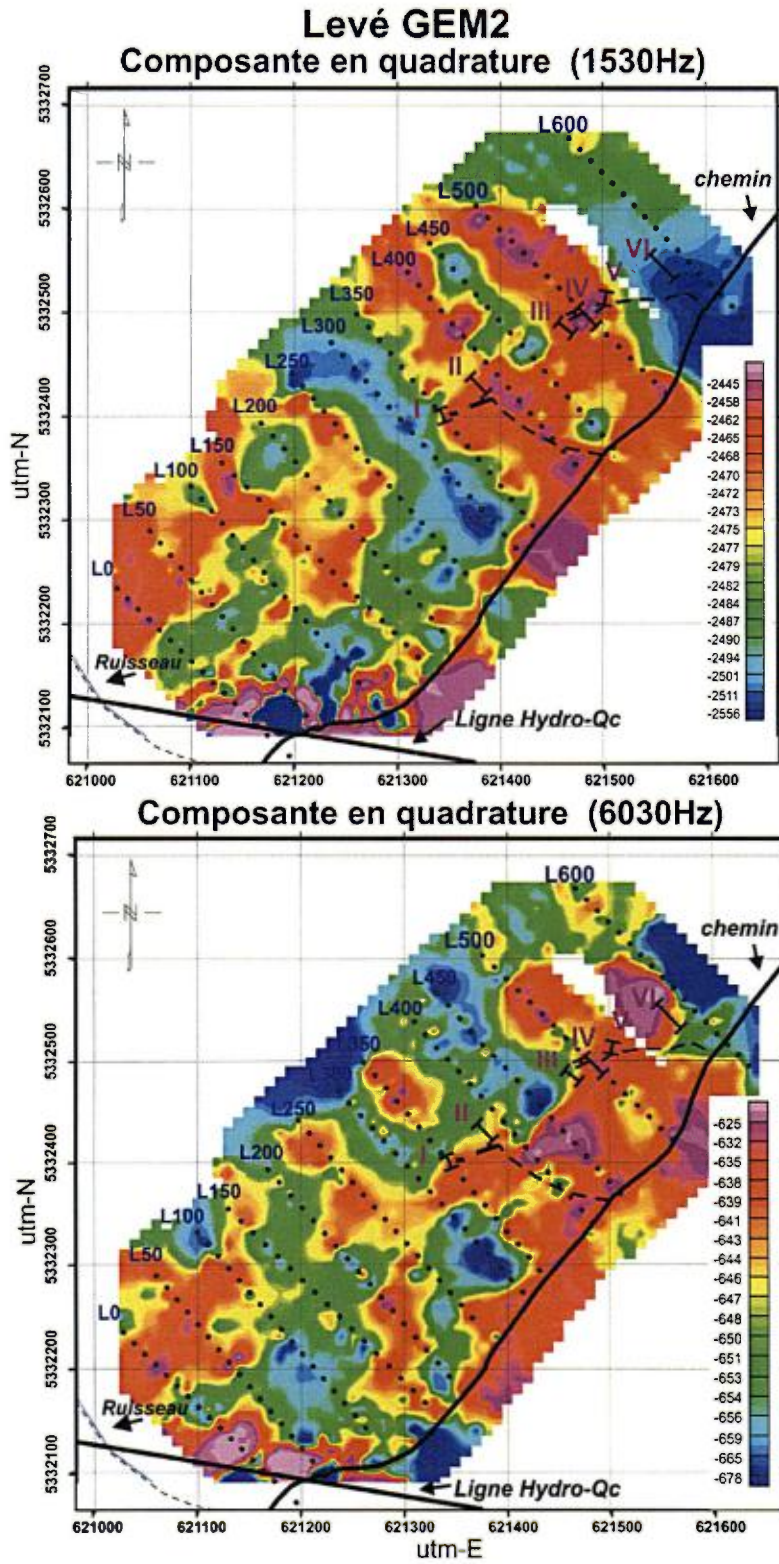 Levé GEM2
Composante en quadrature (1530Hz)
5332700
5332600
5332500
5332400
5332300
5332200
5332100
utm-N
N
L600
chemin
L500
L450
L400
L350
L300
L250
L200
L150
L100
L50
L0
VI
V
IV
III
II
I
Ruisseau
Ligne Hydro-Qc
-2445
-2458
-2462
-2465
-2468
-2470
-2472
-2473
-2475
-2477
-2479
-2482
-2484
-2487
-2490
-2494
-2501
-2511
-2556
621000 621100 621200 621300 621400 621500 621600
Composante en quadrature (6030Hz)
5332700
5332600
5332500
5332400
5332300
5332200
5332100
utm-N
N
L600
chemin
L500
L450
L400
L350
L250
L200
L150
L100
L50
L0
VI
V
IV
III
II
I
Ruisseau
Ligne Hydro-Qc
-625
-632
-635
-638
-639
-641
-643
-644
-646
-647
-648
-650
-651
-653
-654
-656
-659
-665
-678
621000 621100 621200 621300 621400 621500 621600
utm-E